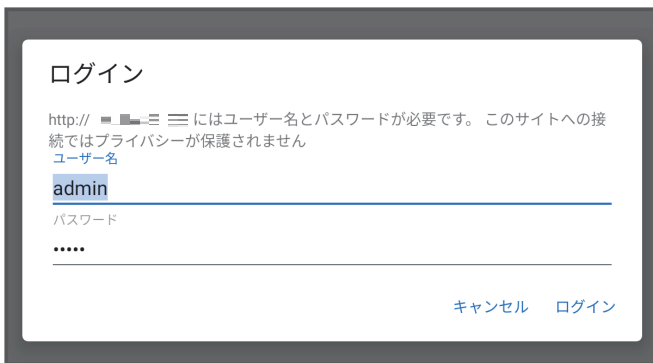 ログイン
http:// にはユーザー名とパスワードが必要です。 このサイトへの接
続ではプライバシーが保護されません
ユーザー名
admin
パスワード
•••••
キャンセル ログイン